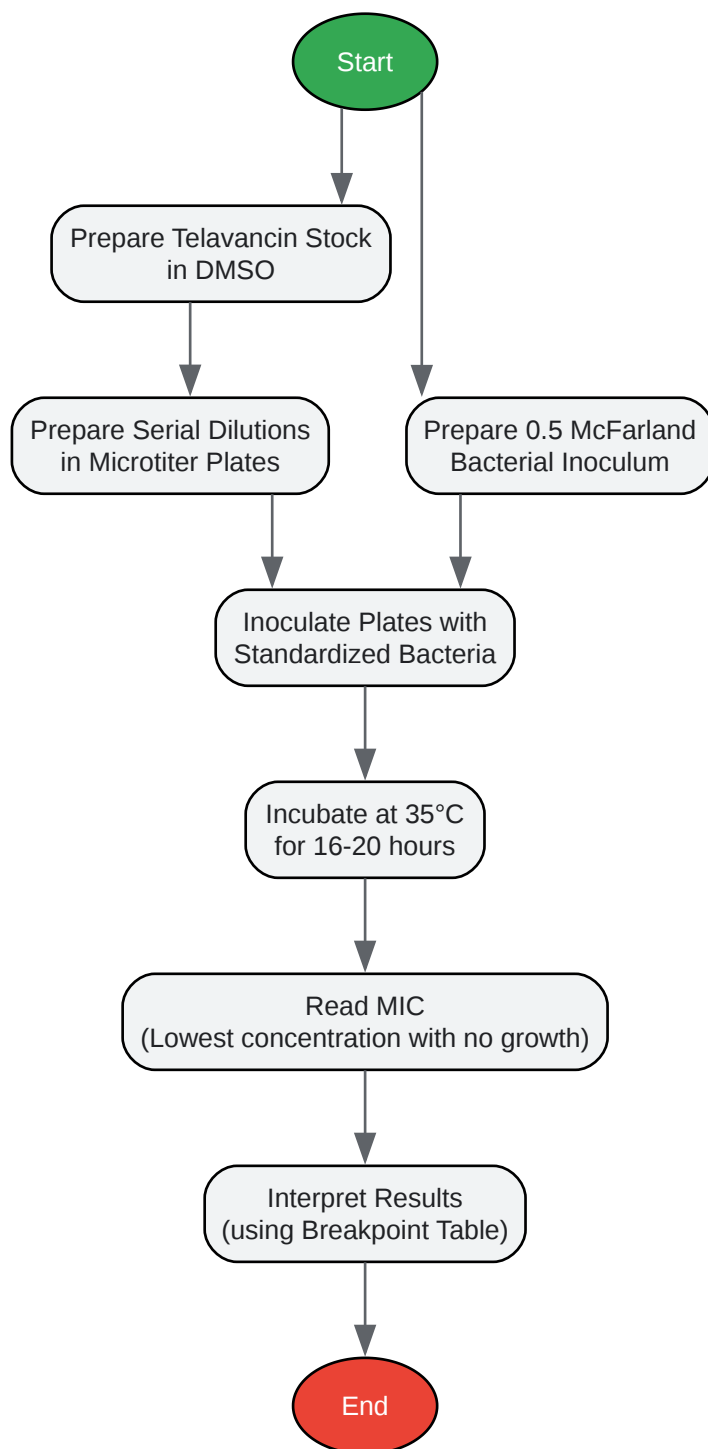 Start
Prepare Telavancin Stock
in DMSO
Prepare Serial Dilutions
in Microtiter Plates
Prepare 0.5 McFarland
Bacterial Inoculum
Inoculate Plates with
Standardized Bacteria
Incubate at 35°C
for 16-20 hours
Read MIC
(Lowest concentration with no growth)
Interpret Results
(using Breakpoint Table)
End